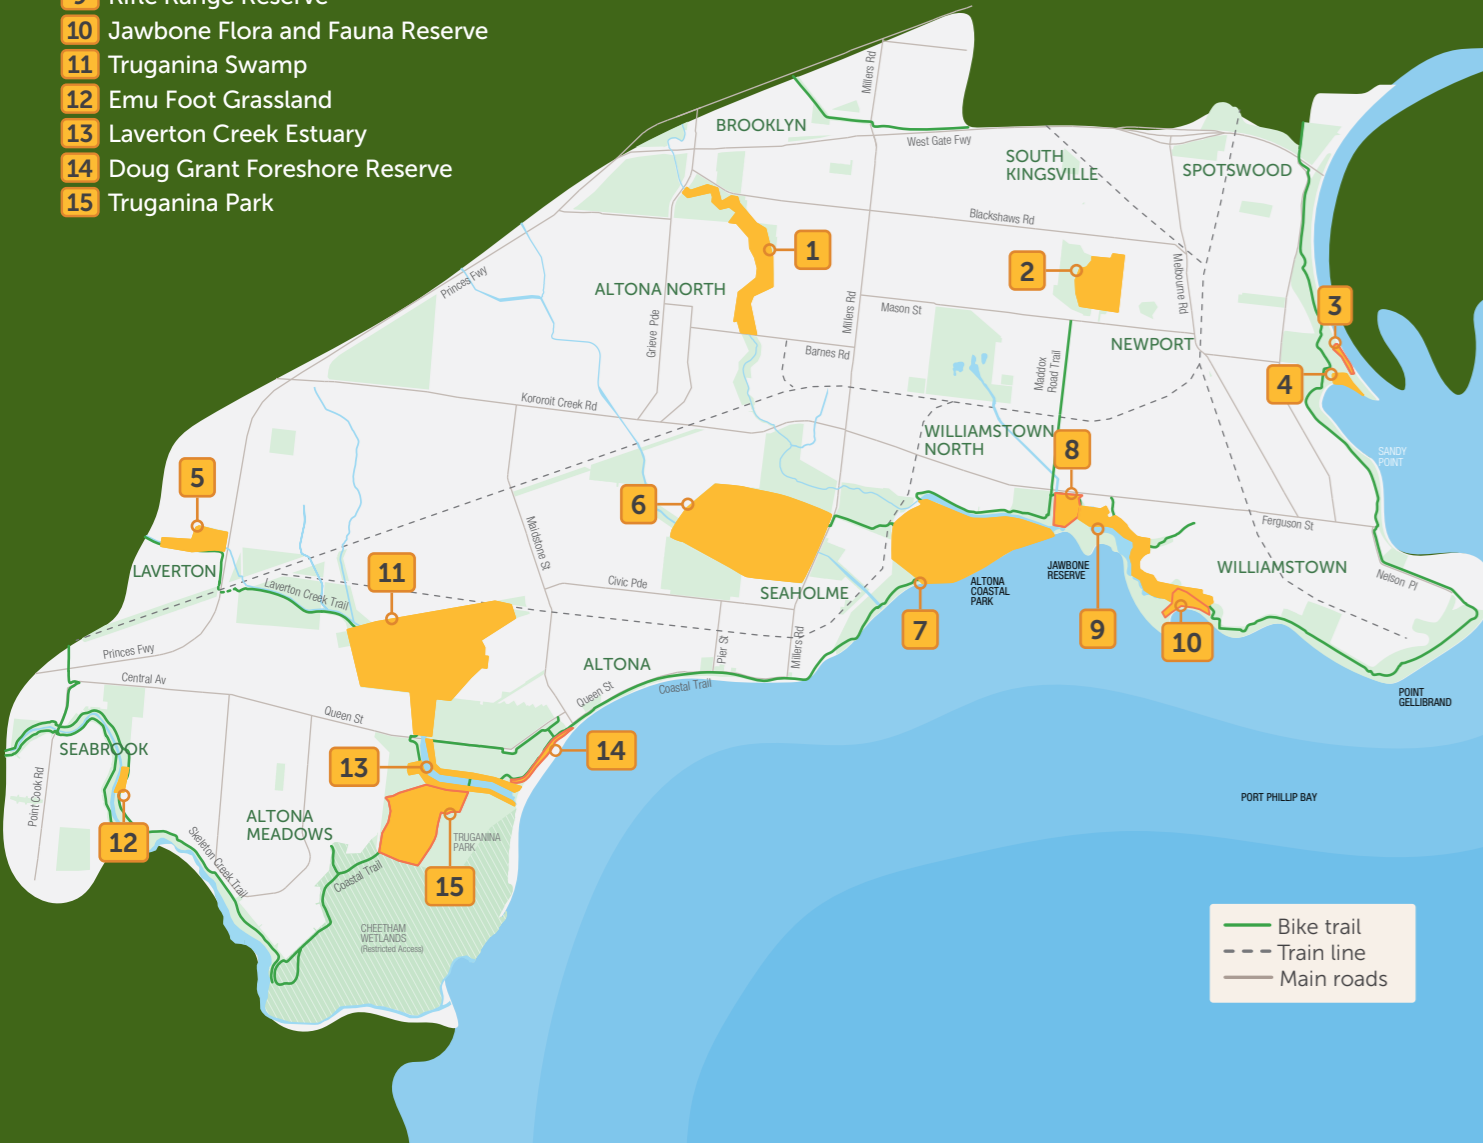 9 Rifle Range Reserve
10 Jawbone Flora and Fauna Reserve
11 Truganina Swamp
12 Emu Foot Grassland
13 Laverton Creek Estuary
14 Doug Grant Foreshore Reserve
15 Truganina Park
Millers Rd
BROOKLYN
West Gate Fwy
SOUTH
KINGSVILLE
SPOTSWOOD
Blackshaws Rd
1
2
Melbourne Rd
Princes Fwy
ALTONA NORTH
Grieve Pde
Millers Rd
Mason St
3
NEWPORT
Barnes Rd
Maddox
Road Trail
4
Kororoit Creek Rd
WILLIAMSTOWN
NORTH
8
SANDY
POINT
5
6
Maidstone St
Ferguson St
LAVERTON
11
Laverton Creek Trail
Civic Pde
SEAHOLME
ALTONA
COASTAL
PARK
JAWBONE
RESERVE
WILLIAMSTOWN
Nelson Pl
7
9
10
Princes Fwy
Central Av
Pier St
Millers Rd
ALTONA
Queen St
Coastal Trail
POINT
GELLIBRAND
Queen St
SEABROOK
13
14
Point Cook Rd
PORT PHILLIP BAY
ALTONA
MEADOWS
12
Skeleton Creek Trail
TRUGANINA
PARK
15
Coastal Trail
CHEETHAM
WETLANDS
(Restricted Access)
Bike trail
Train line
Main roads